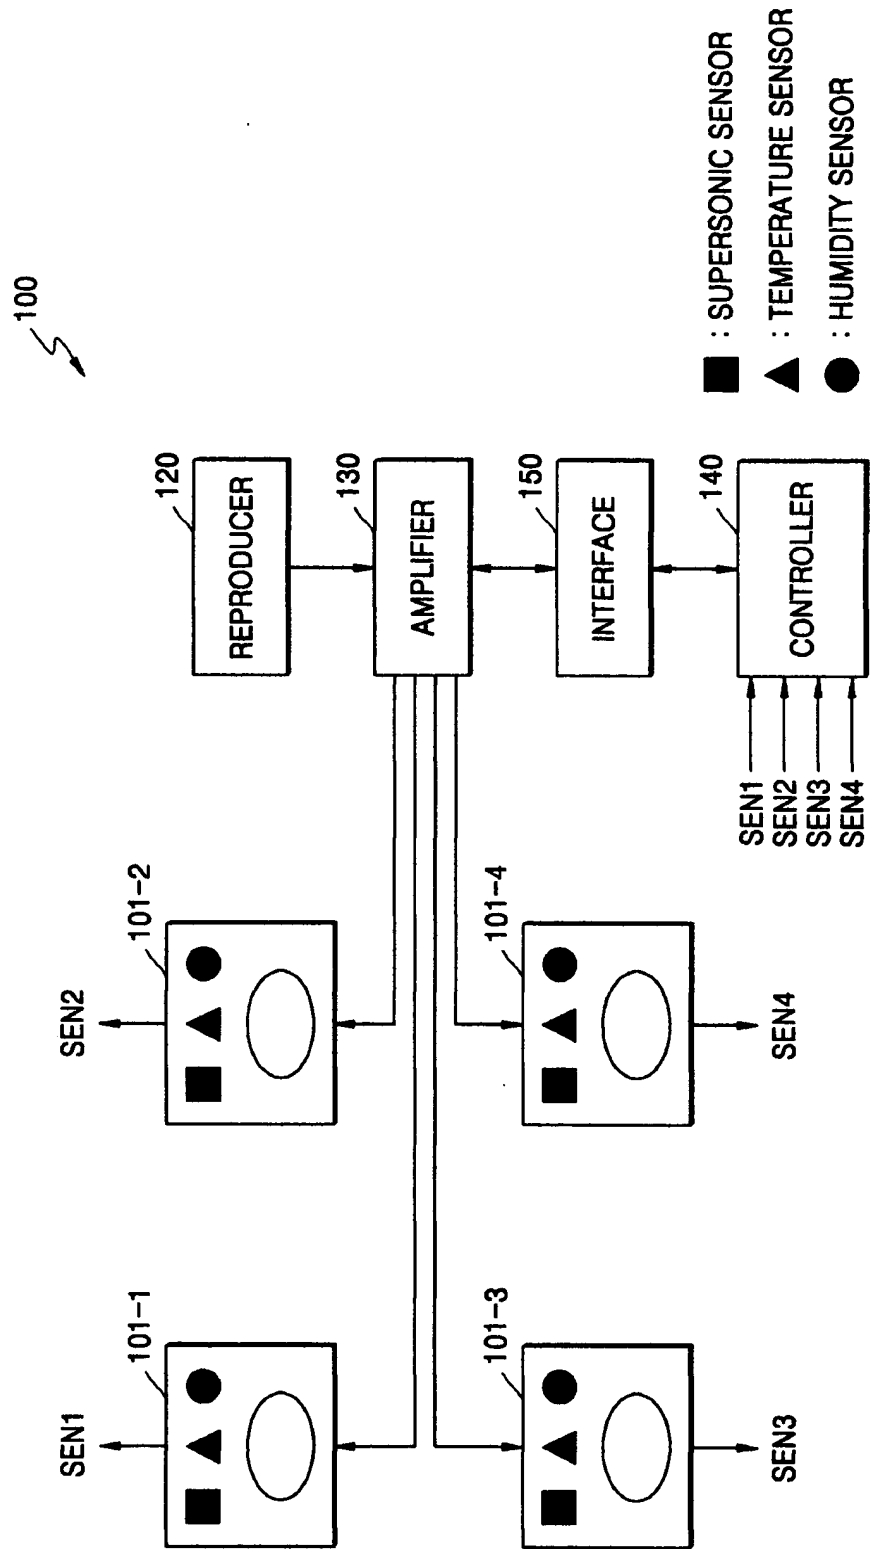 100
SEN1
SEN2
101-1
101-2
120
REPRODUCER
130
AMPLIFIER
150
INTERFACE
101-3
101-4
SEN3
SEN4
SEN1
SEN2
SEN3
SEN4
140
CONTROLLER
: SUPERSONIC SENSOR
: TEMPERATURE SENSOR
: HUMIDITY SENSOR